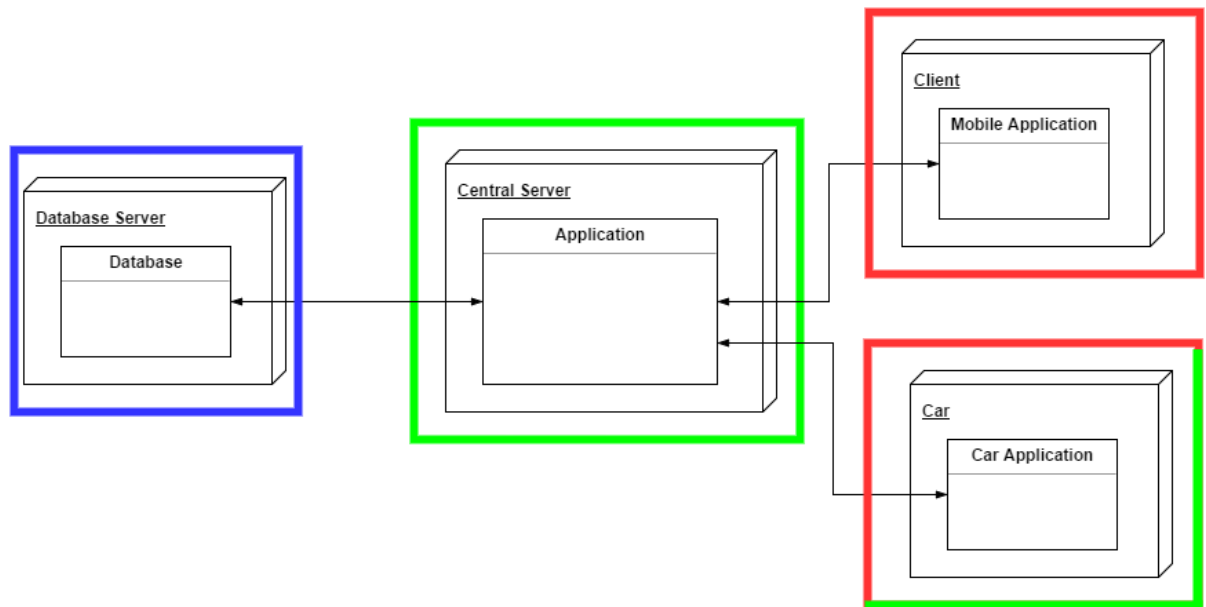 Database Server
Database
Central Server
Application
Client
Mobile Application
Car
Car Application